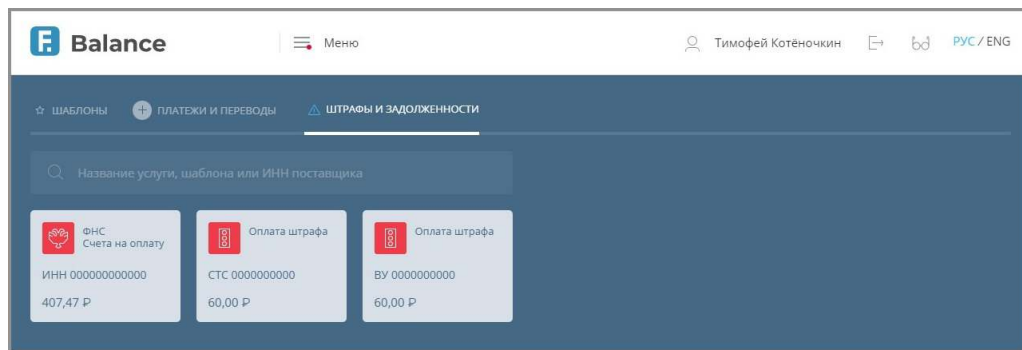 F. Balance
Меню
Тимофей Котёночкин
РУС / ENG
ШАБЛОНЫ
ПЛАТЕЖИ И ПЕРЕВОДЫ
ШТРАФЫ И ЗАДОЛЖЕННОСТИ
Название услуги, шаблона или ИНН поставщика
ФНС
Счета на оплату
ИНН 000000000000
407,47 ₽
Оплата штрафа
СТС 0000000000
60,00 ₽
Оплата штрафа
ВУ 0000000000
60,00 ₽